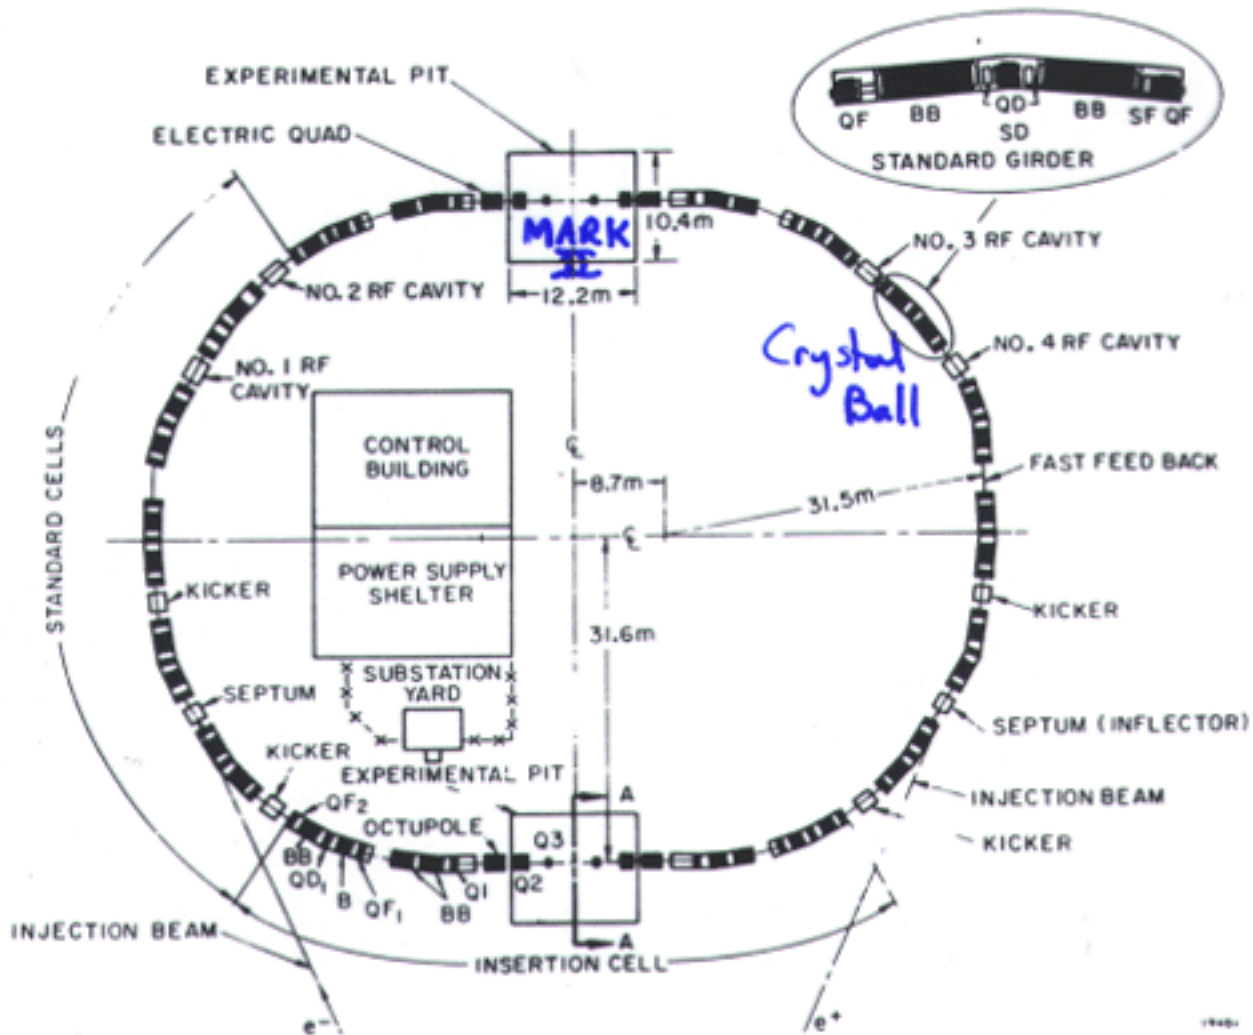 EXPERIMENTAL PIT
ELECTRIC QUAD
QF
BB
QD
SD
BB
SF
QF
STANDARD GIRDER
MARK
II
10.4m
12.2m
NO. 3 RF CAVITY
NO. 2 RF CAVITY
NO. 4 RF CAVITY
Crystal
Ball
NO. 1 RF
CAVITY
STANDARD CELLS
CONTROL
BUILDING
℄
8.7m
31.5m
FAST FEED BACK
℄
POWER SUPPLY
SHELTER
KICKER
KICKER
31.6m
SUBSTATION
YARD
SEPTUM
SEPTUM (INFLECTOR)
KICKER
EXPERIMENTAL PIT
A
INJECTION BEAM
QF2
OCTUPOLE
Q3
KICKER
BB
QD1
B
QF1
BB
Q1
Q2
INJECTION BEAM
A
INSERTION CELL
e-
e+